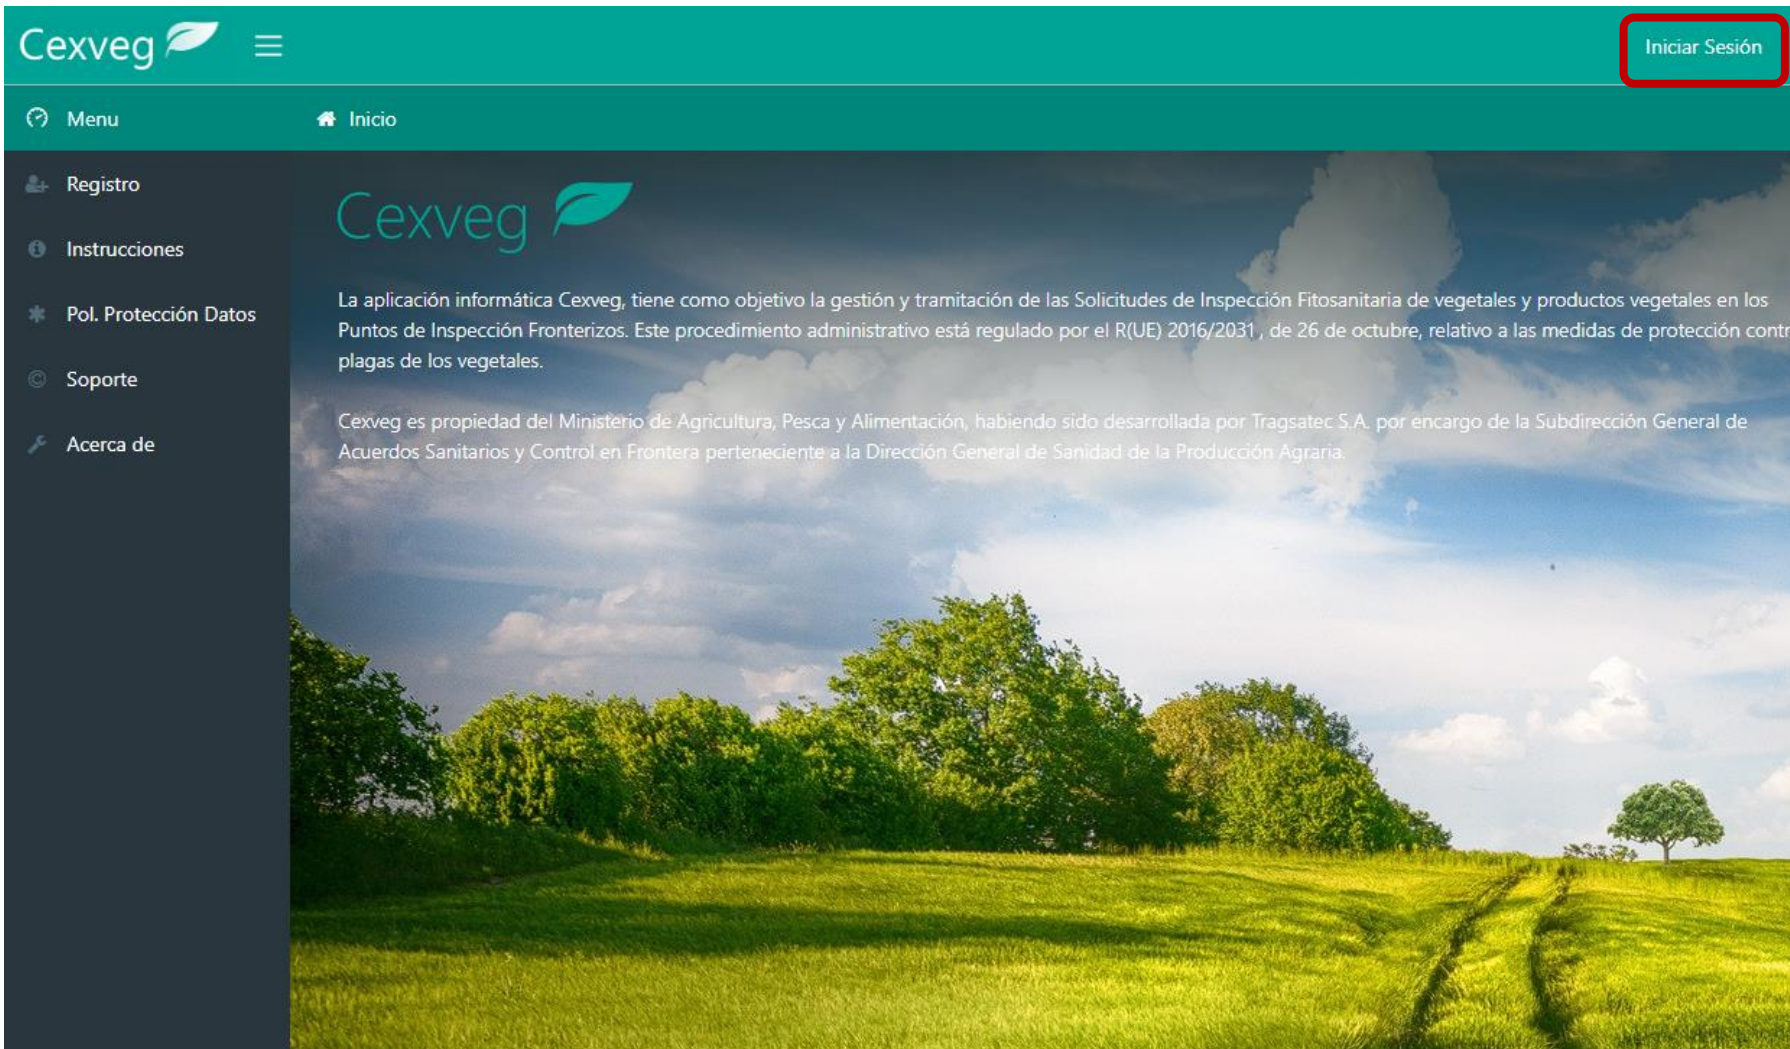 Cexveg
Iniciar Sesión
Menu
Inicio
Registro
Instrucciones
Pol. Protección Datos
Soporte
Acerca de
Cexveg
La aplicación informática Cexveg, tiene como objetivo la gestión y tramitación de las Solicitudes de Inspección Fitosanitaria de vegetales y productos vegetales en los
Puntos de Inspección Fronterizos. Este procedimiento administrativo está regulado por el R(UE) 2016/2031 , de 26 de octubre, relativo a las medidas de protección contr
plagas de los vegetales.
Cexveg es propiedad del Ministerio de Agricultura, Pesca y Alimentación, habiendo sido desarrollada por Tragsatec S.A. por encargo de la Subdirección General de
Acuerdos Sanitarios y Control en Frontera perteneciente a la Dirección General de Sanidad de la Producción Agraria.